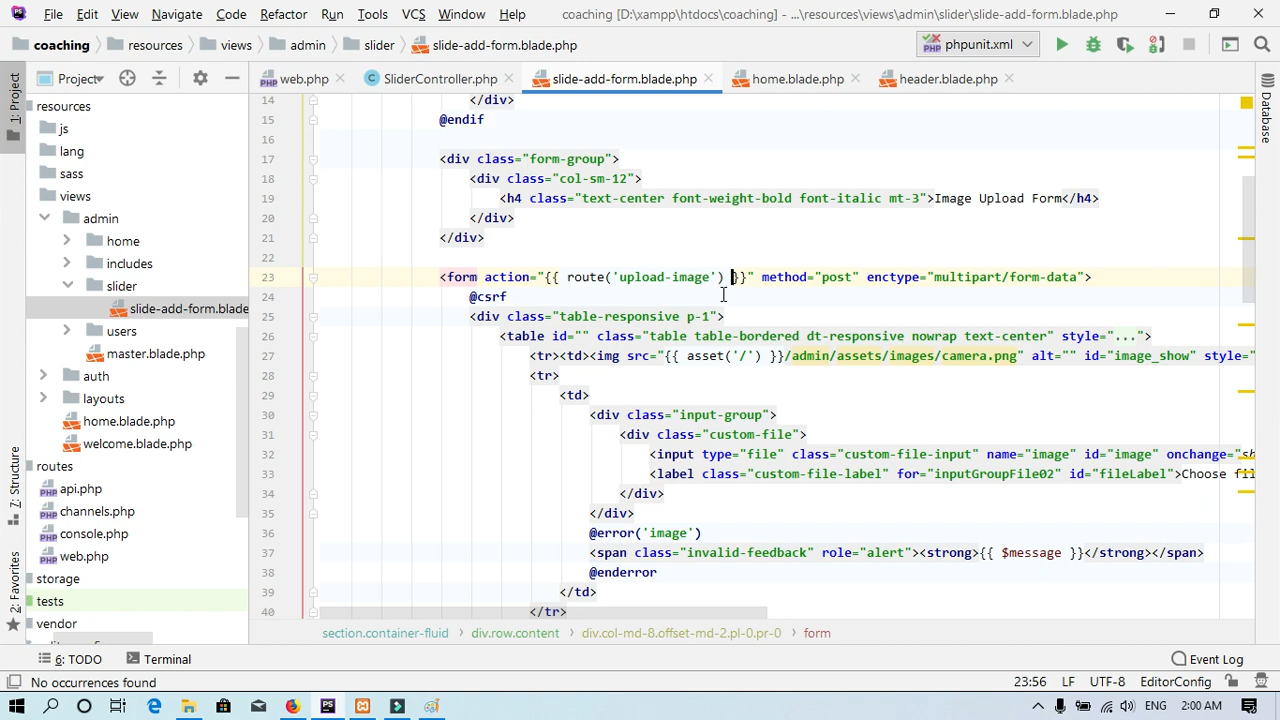 File Edit View Navigate Code Refactor Run Tools VCS Window Help coaching [D:\xampp\htdocs\coaching] - ...\resources\views\admin\slider\slide-add-form.blade.php
coaching resources views admin slider slide-add-form.blade.php phpunit.xml
1: Project
Project
web.php SliderController.php slide-add-form.blade.php home.blade.php header.blade.php
Database
resources
js
lang
sass
views
admin
home
includes
slider
slide-add-form.blade
users
master.blade.php
auth
layouts
home.blade.php
welcome.blade.php
routes
api.php
channels.php
console.php
web.php
storage
tests
vendor
7: Structure
2: Favorites
14 </div>
15 @endif
16
17 <div class="form-group">
18 <div class="col-sm-12">
19 <h4 class="text-center font-weight-bold font-italic mt-3">Image Upload Form</h4>
20 </div>
21 </div>
22
23 <form action="{{ route('upload-image') }}" method="post" enctype="multipart/form-data">
24 @csrf
25 <div class="table-responsive p-1">
26 <table id="" class="table table-bordered dt-responsive nowrap text-center" style="...">
27 <tr><td><img src="{{ asset('/') }}/admin/assets/images/camera.png" alt="" id="image_show" style="
28 <tr>
29 <td>
30 <div class="input-group">
31 <div class="custom-file">
32 <input type="file" class="custom-file-input" name="image" id="image" onchange="sh
33 <label class="custom-file-label" for="inputGroupFile02" id="fileLabel">Choose fil
34 </div>
35 </div>
36 @error('image')
37 <span class="invalid-feedback" role="alert"><strong>{{ $message }}</strong></span>
38 @enderror
39 </td>
40 </tr>
section.container-fluid div.row.content div.col-md-8.offset-md-2.pl-0.pr-0 form
6: TODO Terminal Event Log
No occurrences found 23:56 LF UTF-8 EditorConfig
2:00 AM